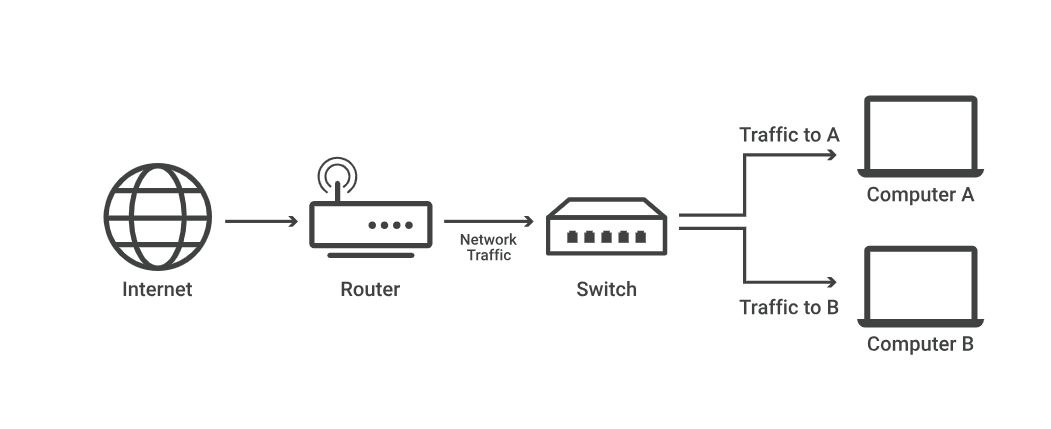 Internet
Router
Network
Traffic
Switch
Traffic to A
Computer A
Traffic to B
Computer B